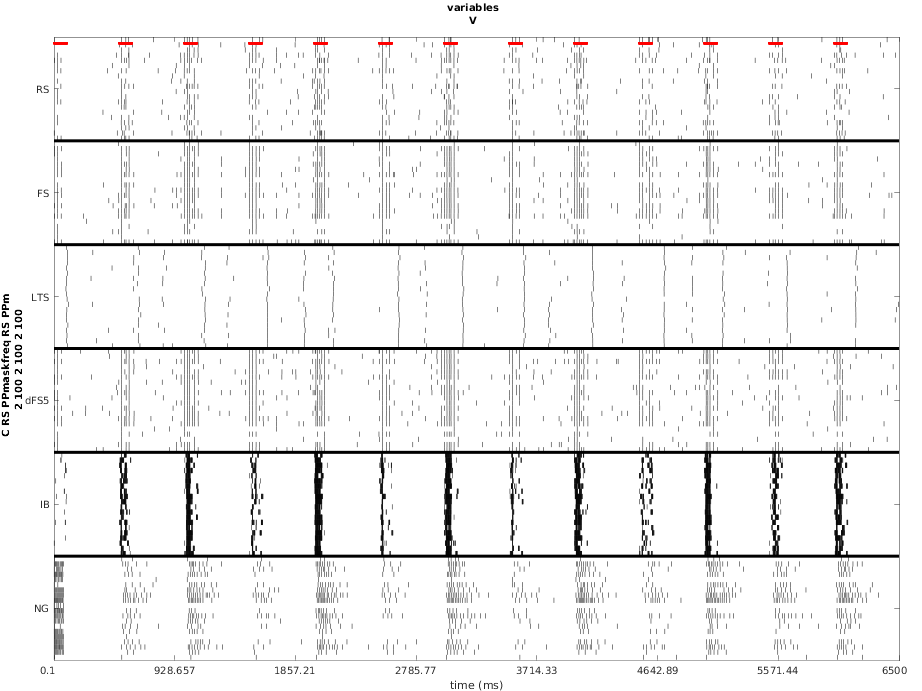 variables
V
RS
FS
LTS
dFS5
IB
NG
C RS PPmaskfreq RS PPm
2 100 2 100 2 100
0.1 928.657 1857.21 2785.77 3714.33 4642.89 5571.44 6500
time (ms)